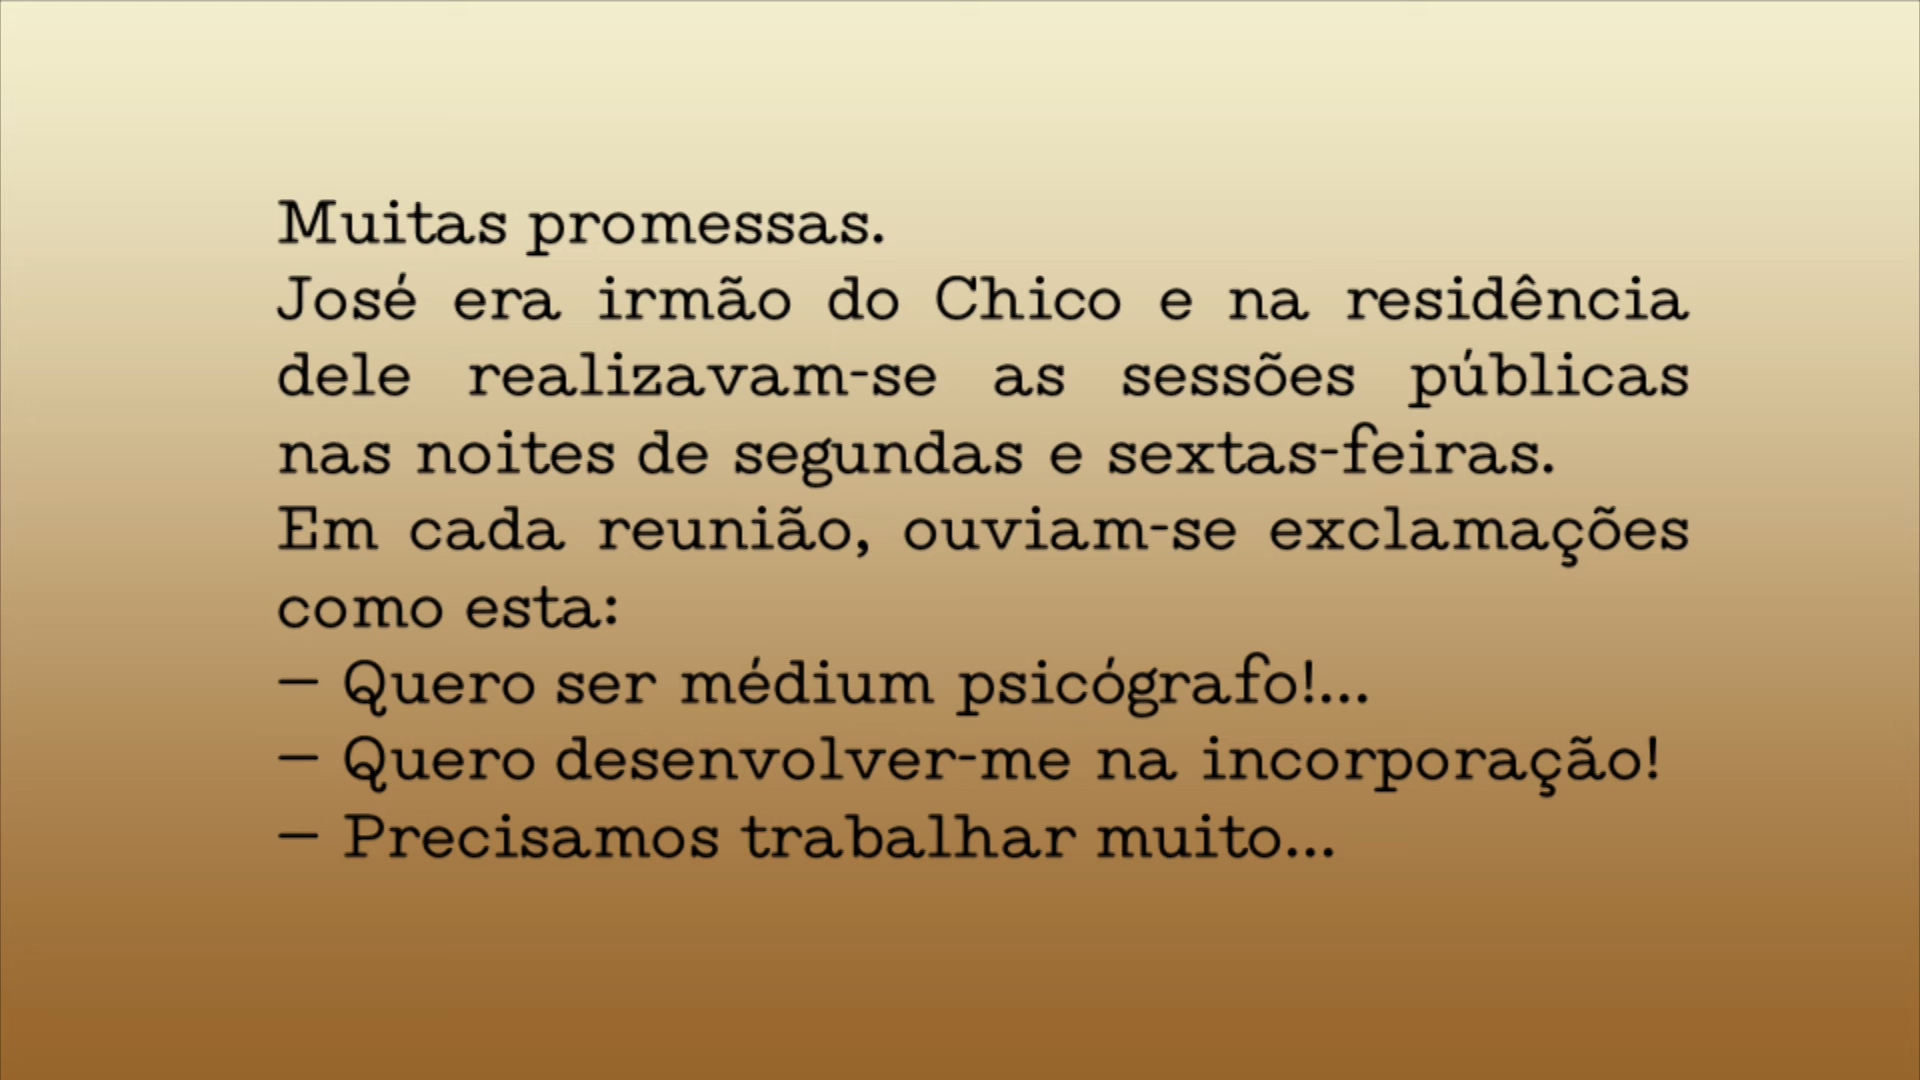 Muitas promessas.
José era irmão do Chico e na residência
dele realizavam-se as sessões públicas
nas noites de segundas e sextas-feiras.
Em cada reunião, ouviam-se exclamações
como esta:
— Quero ser médium psicógrafo!...
— Quero desenvolver-me na incorporação!
— Precisamos trabalhar muito...